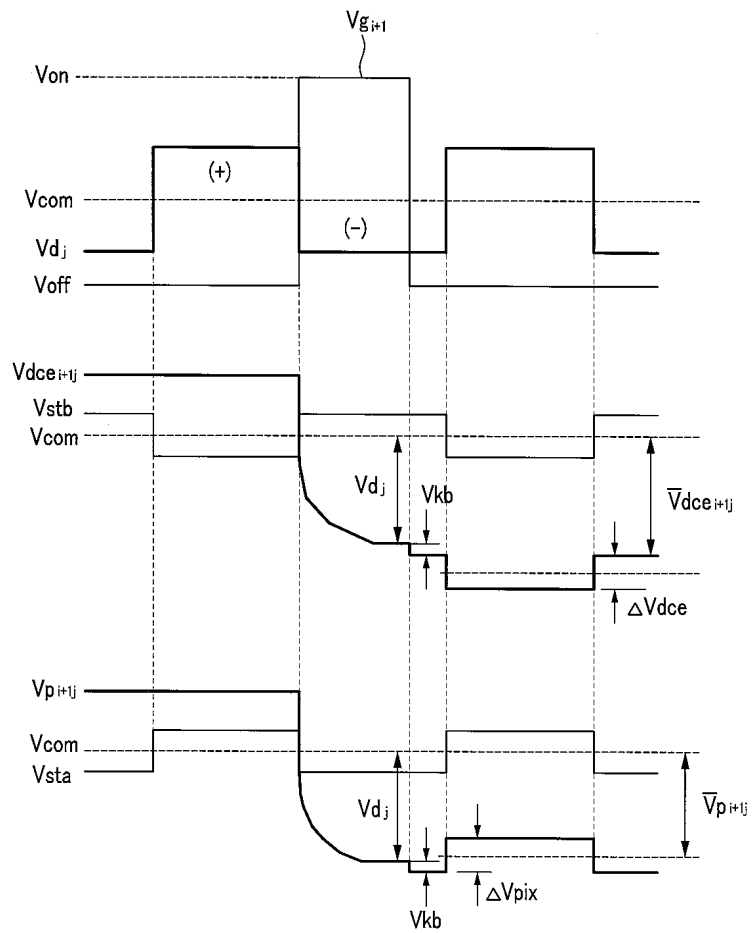 Vgi+1
Von
(+)
Vcom
(-)
Vdj
Voff
Vdcei+1j
Vstb
Vcom
Vdj
Vkb
V̅dcei+1j
△Vdce
Vpi+1j
Vcom
Vsta
Vdj
V̅pi+1j
△Vpix
Vkb